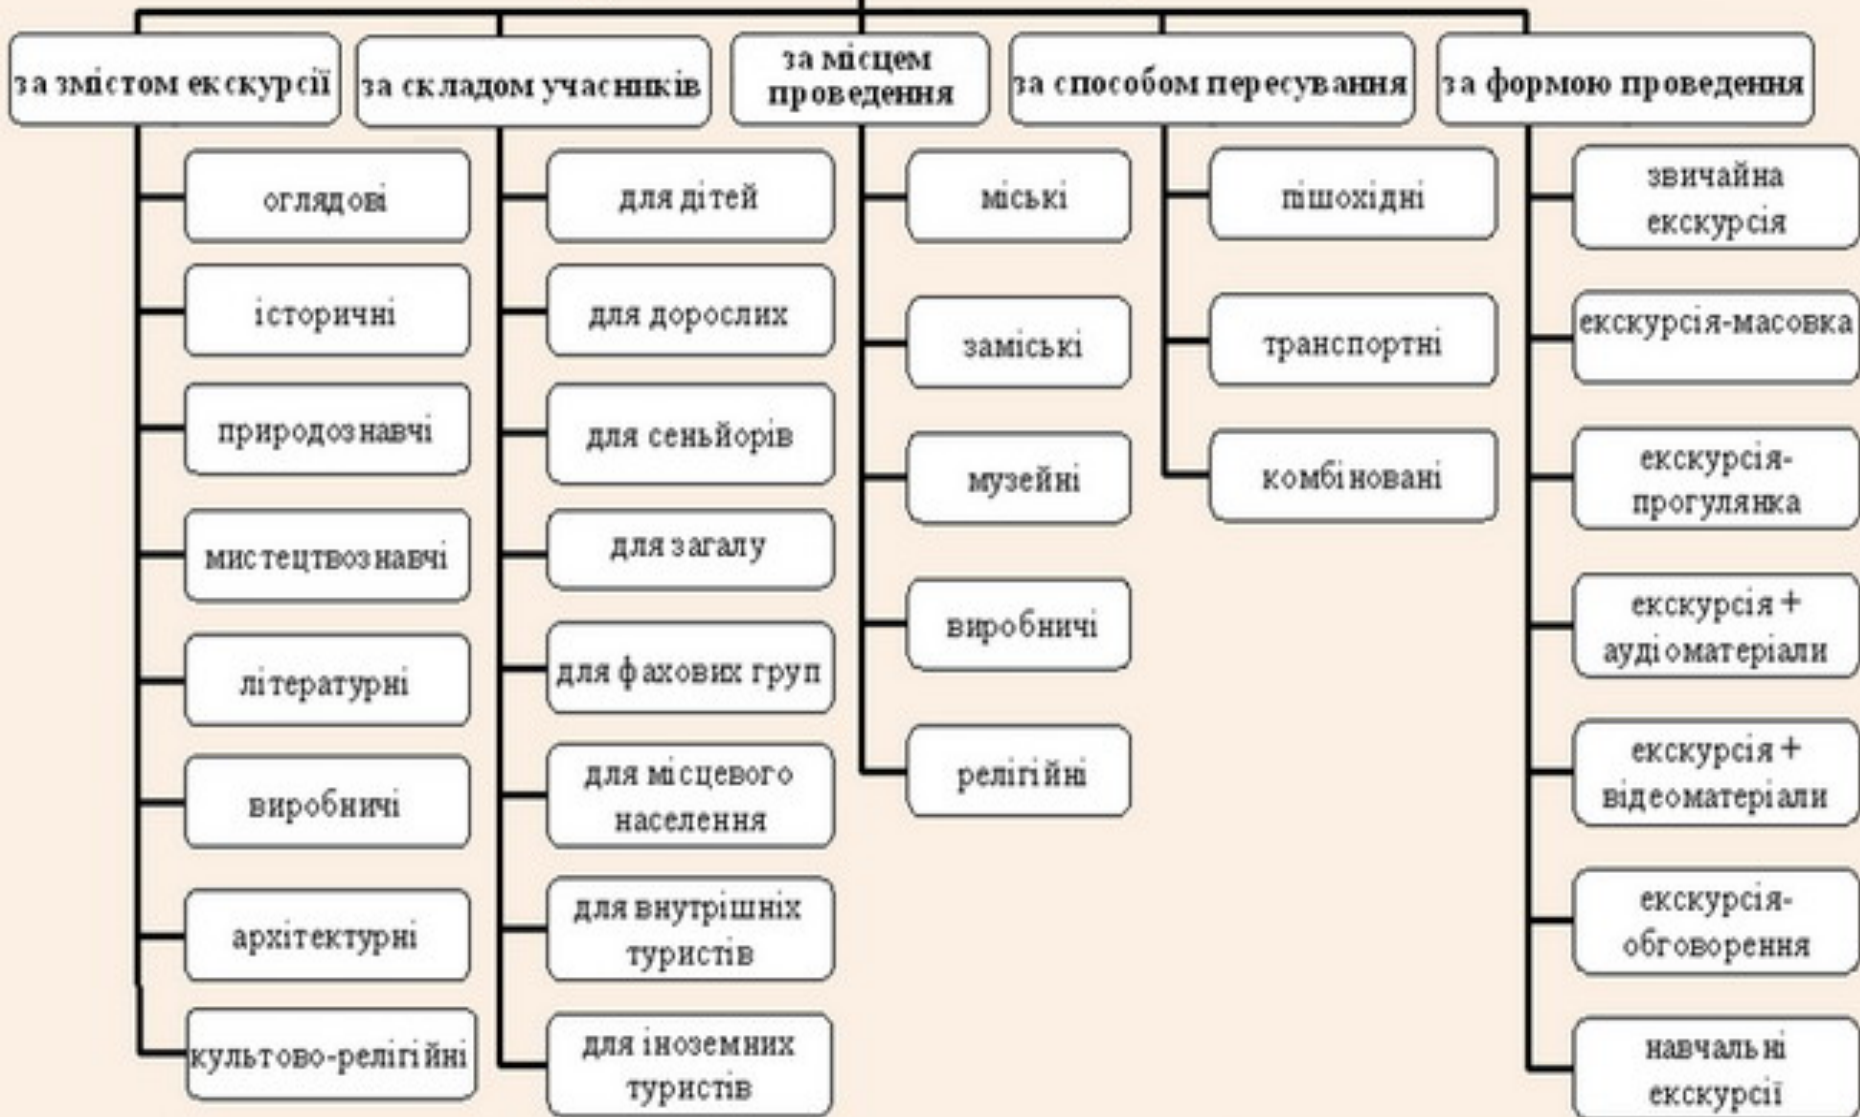 за змістом екскурсії
оглядові
історичні
природознавчі
мистецтвознавчі
літературні
виробничі
архітектурні
культово-релігійні
за складом учасників
для дітей
для дорослих
для сеньйорів
для загалу
для фахових груп
для місцевого
населення
для внутрішніх
туристів
для іноземних
туристів
за місцем
проведення
міські
заміські
музейні
виробничі
релігійні
за способом пересування
пішохідні
транспортні
комбіновані
за формою проведення
звичайна
екскурсія
екскурсія-масовка
екскурсія-
прогулянка
екскурсія +
аудіоматеріали
екскурсія +
відеоматеріали
екскурсія-
обговорення
навчальні
екскурсії